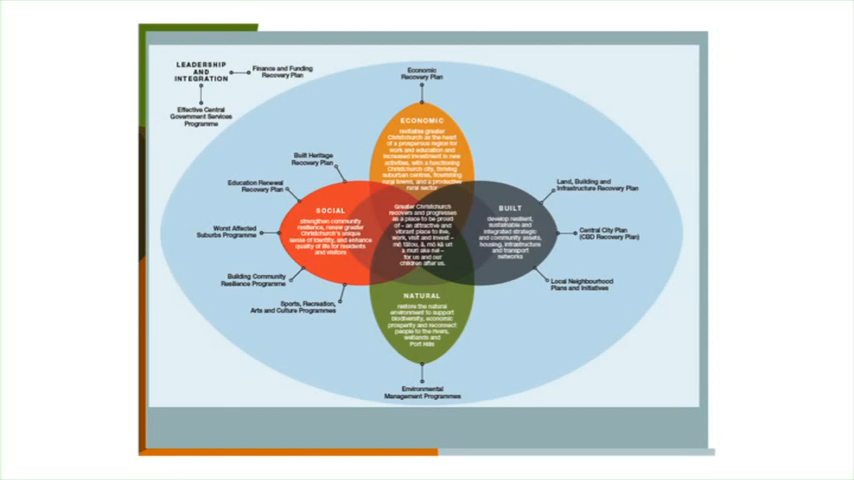 LEADERSHIP
AND
INTEGRATION
Finance and Funding
Recovery Plan
Effective Central
Government Services
Programme
Economic
Recovery Plan
ECONOMIC
revitalise greater
Christchurch as the heart
of a prosperous region for
work and education and
increased investment in new
activities, with a functioning
Christchurch city, thriving
suburban centres, flourishing
rural towns, and a productive
rural sector
Built Heritage
Recovery Plan
Education Renewal
Recovery Plan
Worst Affected
Suburbs Programme
Building Community
Resilience Programme
Sports, Recreation,
Arts and Culture Programmes
SOCIAL
strengthen community
resilience, renew greater
Christchurch's unique
sense of identity, and enhance
quality of life for residents
and visitors
Greater Christchurch
recovers and progresses
as a place to be proud
of – an attractive and
vibrant place to live,
work, visit and invest –
mō tātou, ā, mō kā uri
ā muri ake nei –
for us and our
children after us.
BUILT
develop resilient,
sustainable and
integrated strategic
and community assets,
housing, infrastructure
and transport
networks
Land, Building and
Infrastructure Recovery Plan
Central City Plan
(CBD Recovery Plan)
Local Neighbourhood
Plans and Initiatives
NATURAL
restore the natural
environment to support
biodiversity, economic
prosperity and reconnect
people to the rivers,
wetlands and
Port Hills
Environmental
Management Programmes